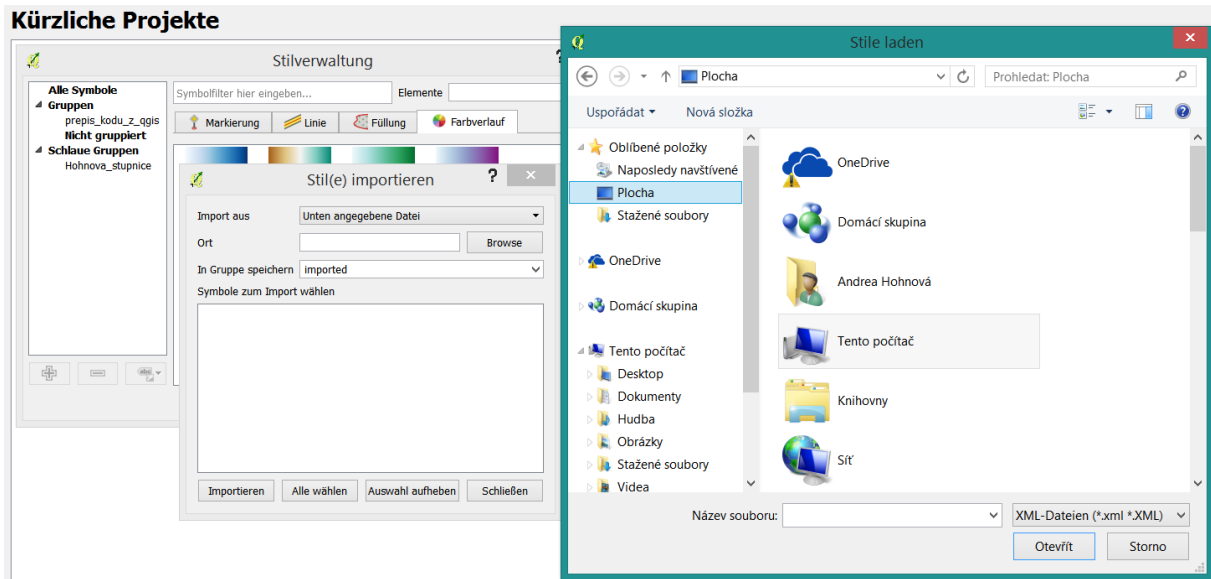 Kürzliche Projekte
Stilverwaltung
?
Alle Symbole
Gruppen
prepis_kodu_z_qgis
Nicht gruppiert
Schlaue Gruppen
Hohnova_stupnice
Symbolfilter hier eingeben...
Elemente
Markierung
Linie
Füllung
Farbverlauf
Stil(e) importieren
?
×
Import aus
Unten angegebene Datei
Ort
Browse
In Gruppe speichern
imported
Symbole zum Import wählen
Importieren
Alle wählen
Auswahl aufheben
Schließen
Stile laden
×
Plocha
Prohledat: Plocha
Uspořádat
Nová složka
?
Oblíbené položky
Naposledy navštívené
Plocha
Stažené soubory
OneDrive
Domácí skupina
Tento počítač
Desktop
Dokumenty
Hudba
Obrázky
Stažené soubory
Videa
OneDrive
Domácí skupina
Andrea Hohnová
Tento počítač
Knihovny
Síť
Název souboru:
XML-Dateien (*.xml *.XML)
Otevřít
Storno